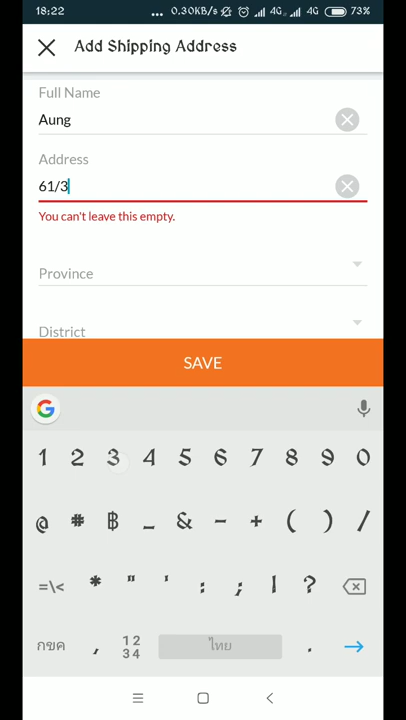 18:22 ... 0.30KB/s 4G 4G 73%
Add Shipping Address
Full Name
Aung
Address
61/3
You can't leave this empty.
Province
District
SAVE
G
1 2 3 4 5 6 7 8 9 0
@ # ฿ _ & - + ( ) /
=\< * " ' : ; ! ?
กขค , 12 34 ไทย .